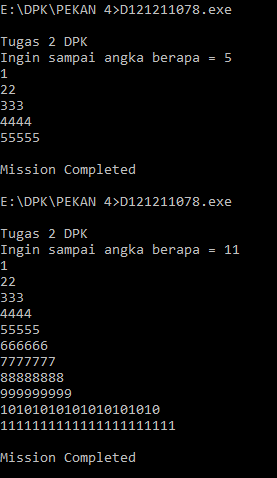 E:\DPK\PEKAN 4>D121211078.exe
Tugas 2 DPK
Ingin sampai angka berapa = 5
1
22
333
4444
55555
Mission Completed
E:\DPK\PEKAN 4>D121211078.exe
Tugas 2 DPK
Ingin sampai angka berapa = 11
1
22
333
4444
55555
666666
7777777
88888888
999999999
10101010101010101010
1111111111111111111111
Mission Completed